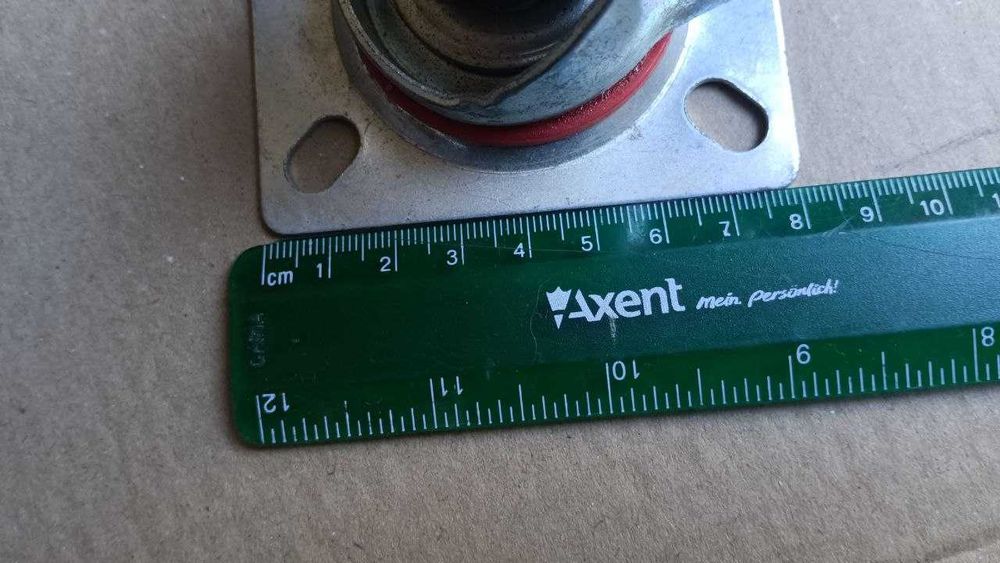 cm 1 2 3 4 5 6 7 8 9 10
Axent mein persönlich!
12 11 10 9 8